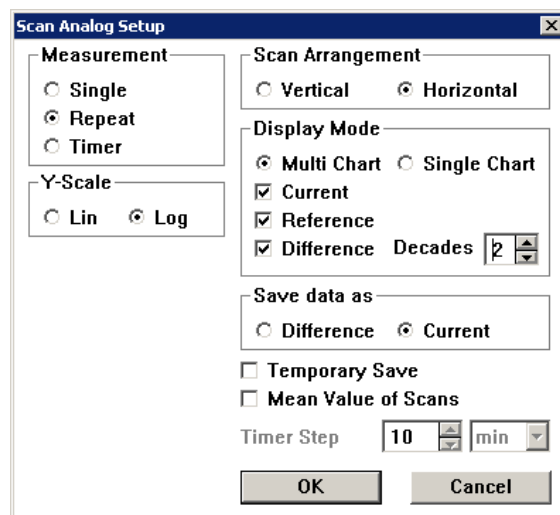 Scan Analog Setup
Measurement
Single
Repeat
Timer
Y-Scale
Lin Log
Scan Arrangement
Vertical Horizontal
Display Mode
Multi Chart Single Chart
Current
Reference
Difference Decades 2
Save data as
Difference Current
Temporary Save
Mean Value of Scans
Timer Step 10 min
OK Cancel